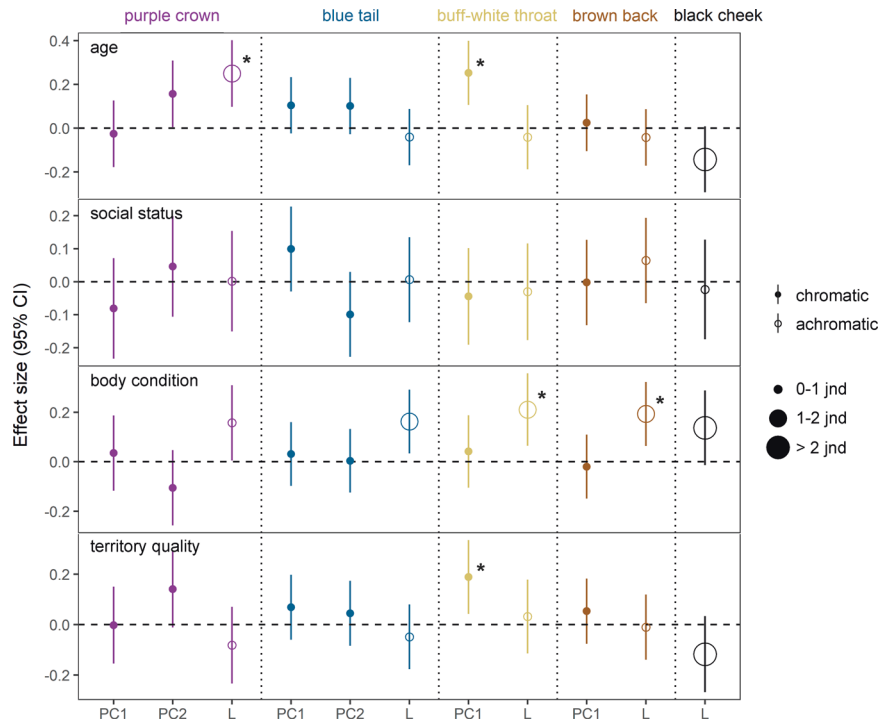 purple crown blue tail buff-white throat brown back black cheek
age
0.4
0.2
0.0
-0.2
*
*
social status
0.2
0.1
0.0
-0.1
-0.2
body condition
0.2
0.0
-0.2
*
*
territory quality
0.2
0.0
-0.2
*
Effect size (95% CI)
PC1 PC2 L PC1 PC2 L PC1 L PC1 L L
chromatic
achromatic
0-1 jnd
1-2 jnd
> 2 jnd